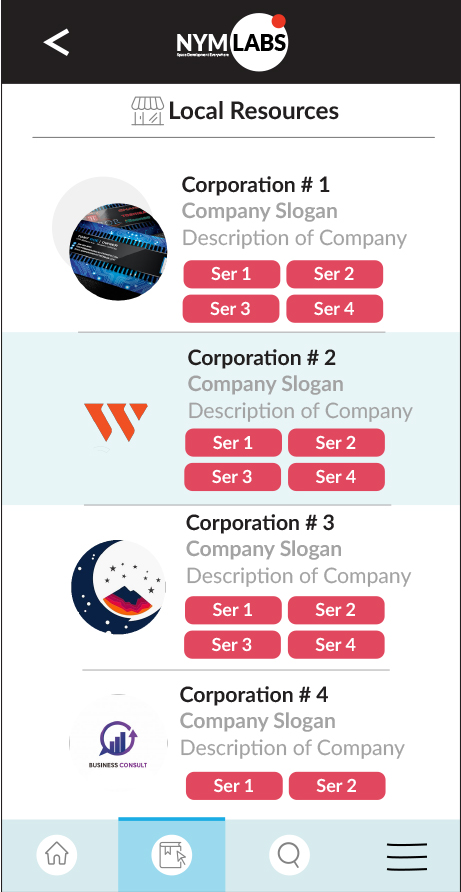 NYM LABS
Space Development Everywhere
Local Resources
Corporation # 1
Company Slogan
Description of Company
Ser 1 Ser 2
Ser 3 Ser 4
Corporation # 2
Company Slogan
Description of Company
Ser 1 Ser 2
Ser 3 Ser 4
Corporation # 3
Company Slogan
Description of Company
Ser 1 Ser 2
Ser 3 Ser 4
Corporation # 4
Company Slogan
Description of Company
BUSINESS CONSULT
Ser 1 Ser 2